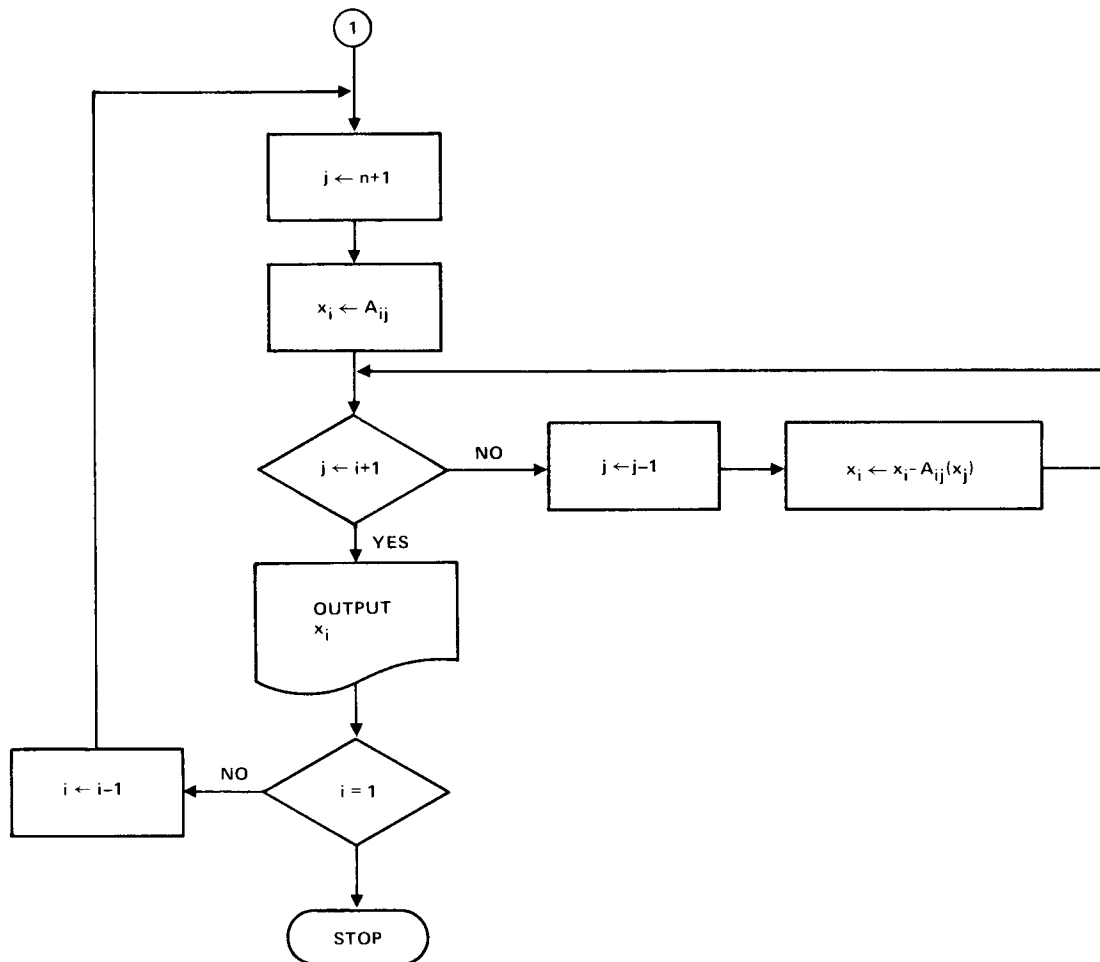 1
j ← n+1
xᵢ ← Aᵢⱼ
j ← i+1
NO
j ← j–1
xᵢ ← xᵢ - Aᵢⱼ(xⱼ)
YES
OUTPUT
xᵢ
i = 1
NO
i ← i–1
STOP